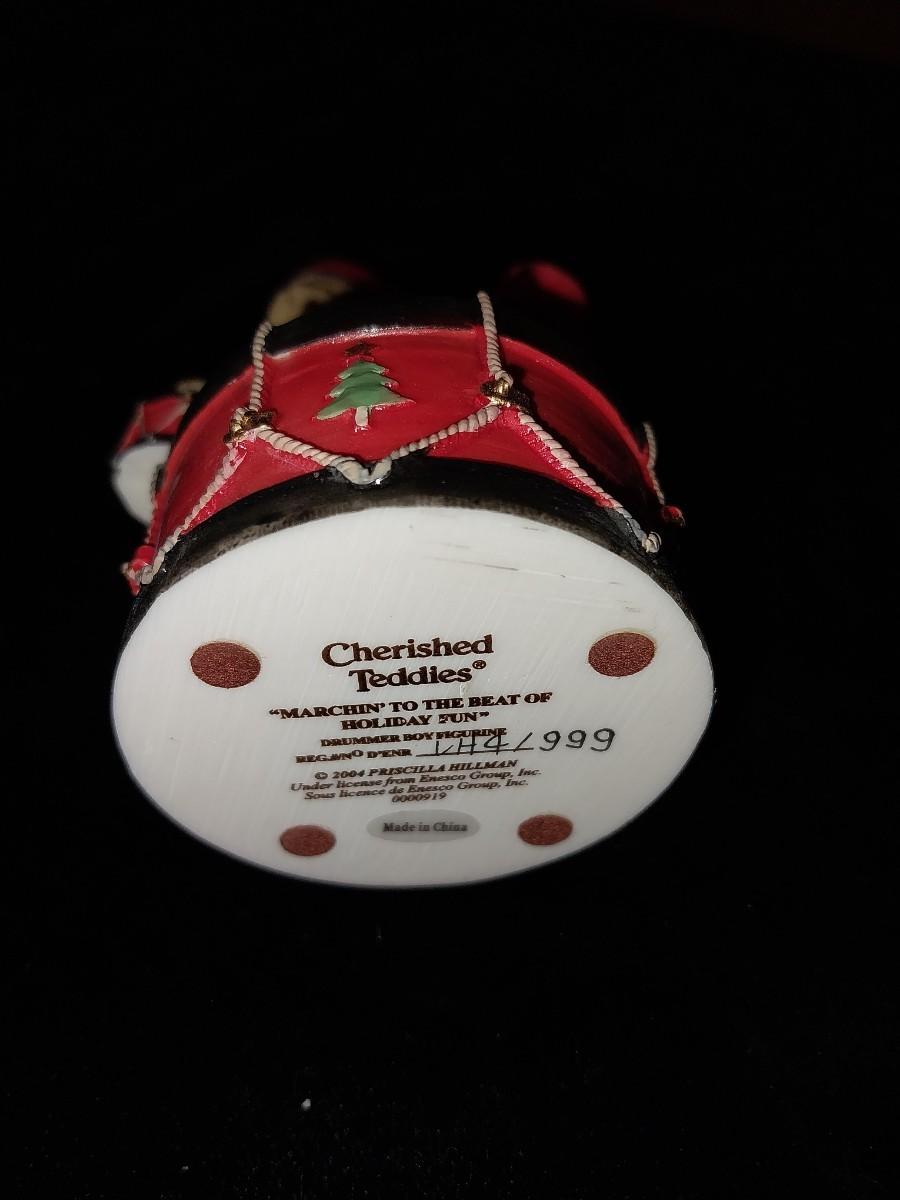 Cherished
Teddies®
"MARCHIN' TO THE BEAT OF
HOLIDAY FUN"
DRUMMER BOY FIGURINE
REG.#/NO D'ENR
© 2004 PRISCILLA HILLMAN
Under license from Enesco Group, Inc.
Sous licence de Enesco Group, Inc.
0000919
Made in China